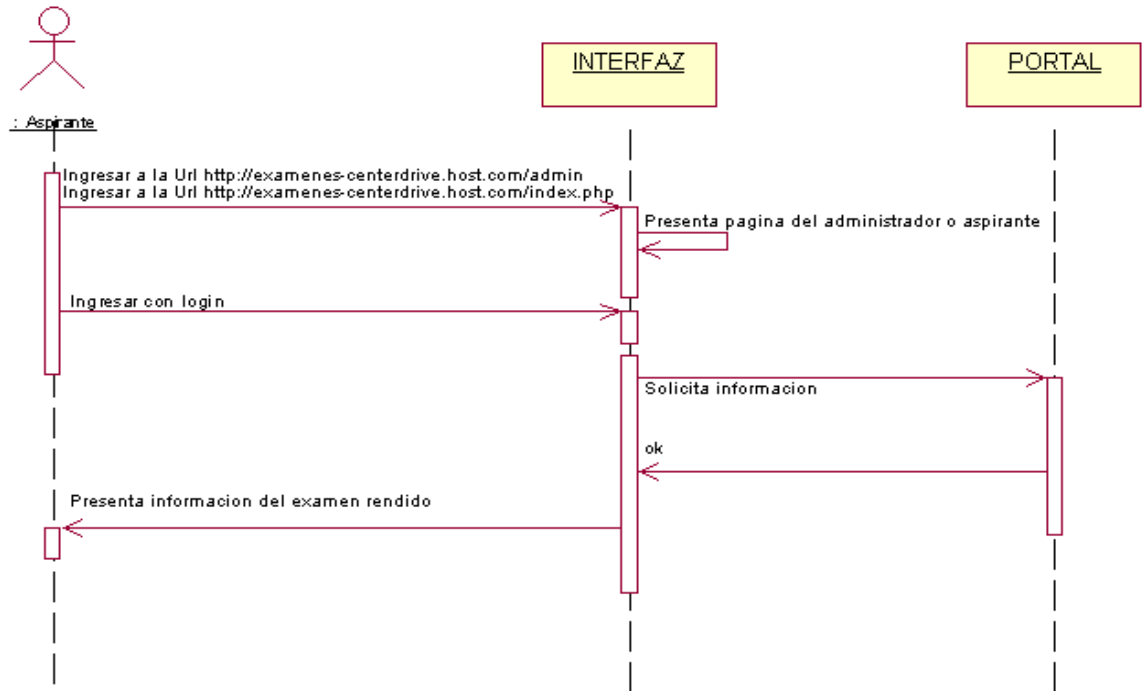 INTERFAZ
PORTAL
: Aspirante
Ingresar a la Url http://examenes-centerdrive.host.com/admin
Ingresar a la Url http://examenes-centerdrive.host.com/index.php
Presenta pagina del administrador o aspirante
Ingresar con login
Solicita informacion
ok
Presenta informacion del examen rendido